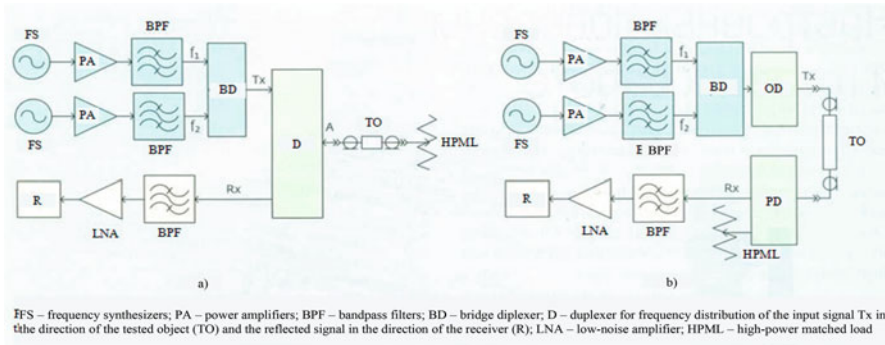 FS
PA
BPF
f₁
BD
Tx
FS
PA
BPF
f₂
D
A
TO
HPML
R
LNA
BPF
Rx
a)
FS
PA
BPF
f₁
BD
OD
Tx
FS
PA
BPF
f₂
TO
R
LNA
BPF
Rx
PD
HPML
b)
FS – frequency synthesizers; PA – power amplifiers; BPF – bandpass filters; BD – bridge diplexer; D – duplexer for frequency distribution of the input signal Tx in
the direction of the tested object (TO) and the reflected signal in the direction of the receiver (R); LNA – low-noise amplifier; HPML – high-power matched load